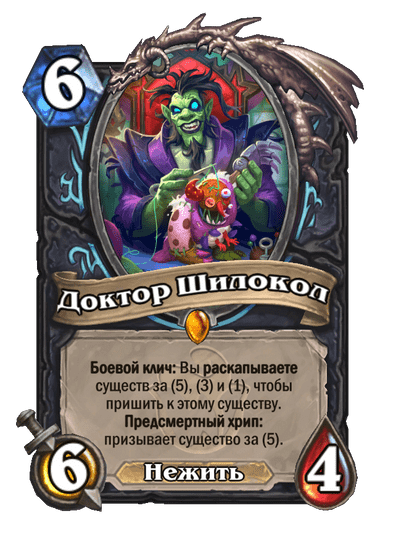 6
Доктор Шилокол
Боевой клич: Вы раскапываете
существ за (5), (3) и (1), чтобы
пришить к этому существу.
Предсмертный хрип:
призывает существо за (5).
6
Нежить
4